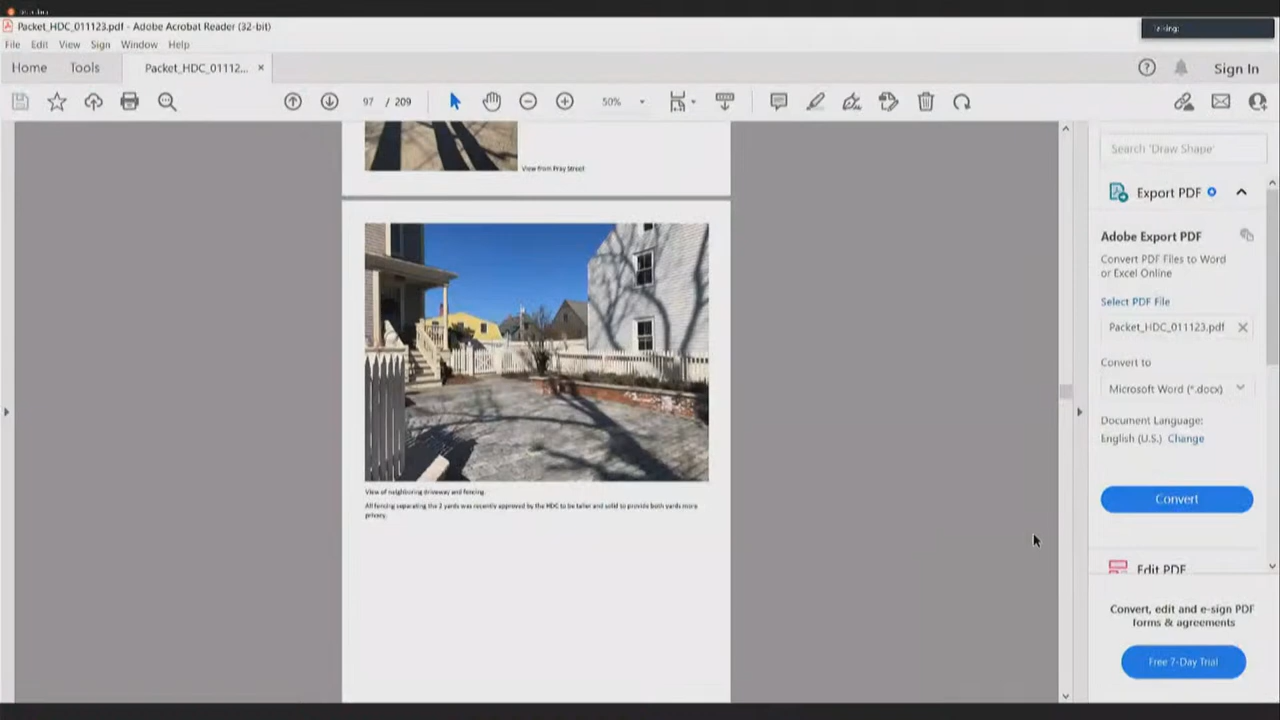 Packet_HDC_011123.pdf - Adobe Acrobat Reader (32-bit)
File Edit View Sign Window Help
Home Tools Packet_HDC_01112... ×
Sign In
97 / 209
50%
View from Pray Street
View of neighboring driveway and fencing.
All fencing separating the 2 yards was recently approved by the HDC to be taller and solid to provide both yards more
privacy.
Search 'Draw Shape'
Export PDF
Adobe Export PDF
Convert PDF Files to Word
or Excel Online
Select PDF File
Packet_HDC_011123.pdf
Convert to
Microsoft Word (*.docx)
Document Language:
English (U.S.) Change
Convert
Edit PDF
Convert, edit and e-sign PDF
forms & agreements
Free 7-Day Trial